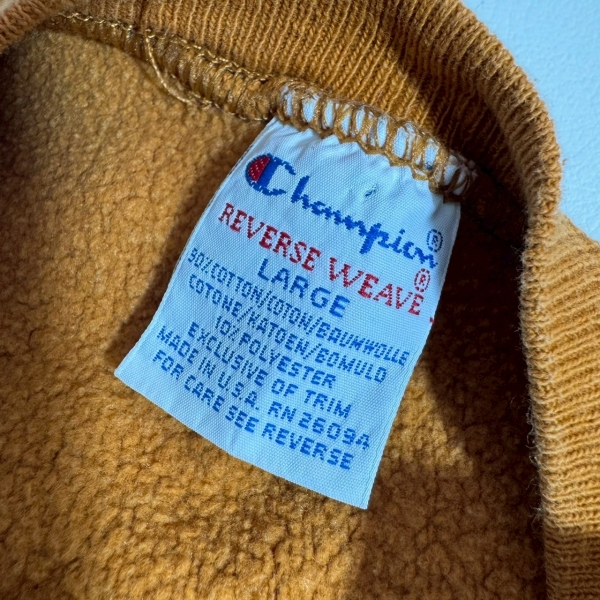 Champion®
REVERSE WEAVE®
LARGE
90% COTTON/COTON/BAUMWOLLE
COTONE/KATOEN/BOMULD
10% POLYESTER
EXCLUSIVE OF TRIM
MADE IN U.S.A. RN 26094
FOR CARE SEE REVERSE